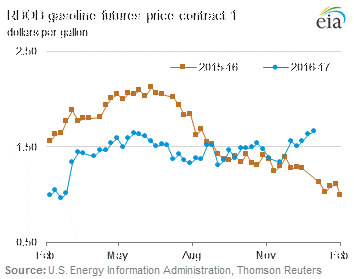 RBOB gasoline futures price contract 1
dollars per gallon
eia
2015-16 2016-17
2.50
1.50
0.50
Feb May Aug Nov Feb
Source: U.S. Energy Information Administration, Thomson Reuters